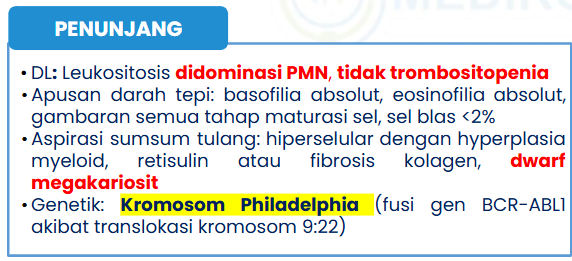 PENUNJANG
• DL: Leukositosis didominasi PMN, tidak trombositopenia
• Apusan darah tepi: basofilia absolut, eosinofilia absolut,
gambaran semua tahap maturasi sel, sel blas <2%
• Aspirasi sumsum tulang: hiperselular dengan hyperplasia
myeloid, retisulin atau fibrosis kolagen, dwarf
megakariosit
• Genetik: Kromosom Philadelphia (fusi gen BCR-ABL1
akibat translokasi kromosom 9:22)